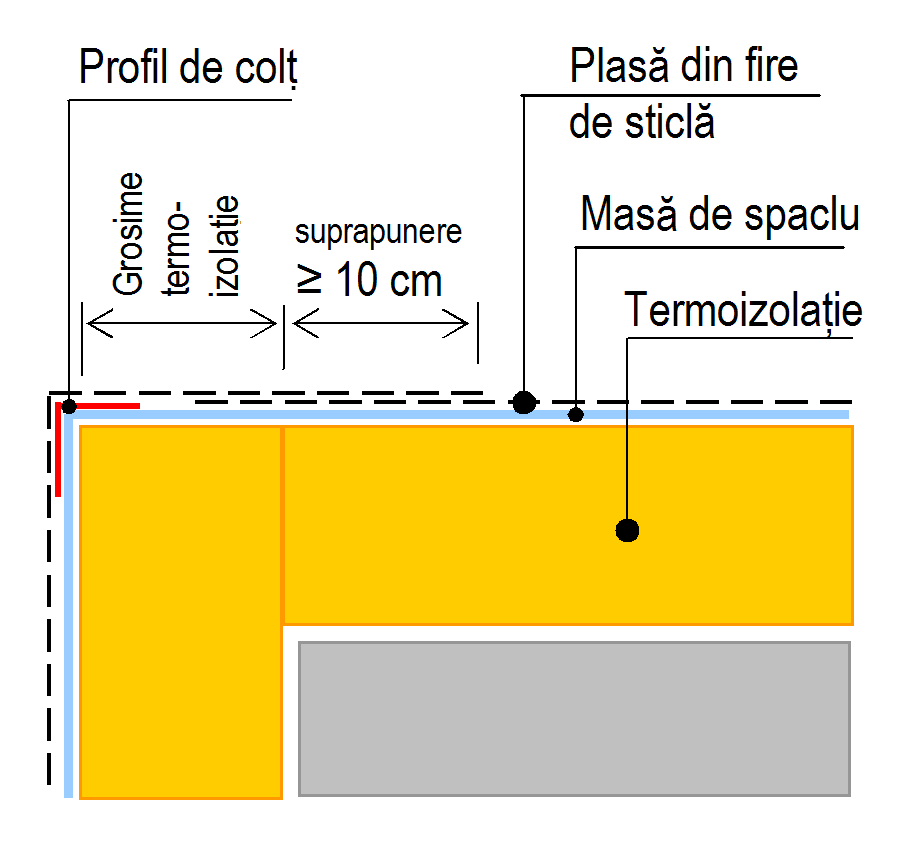 Profil de colț
Plasă din fire
de sticlă
Grosime
termo-
izolație
suprapunere
≥ 10 cm
Masă de spaclu
Termoizolație